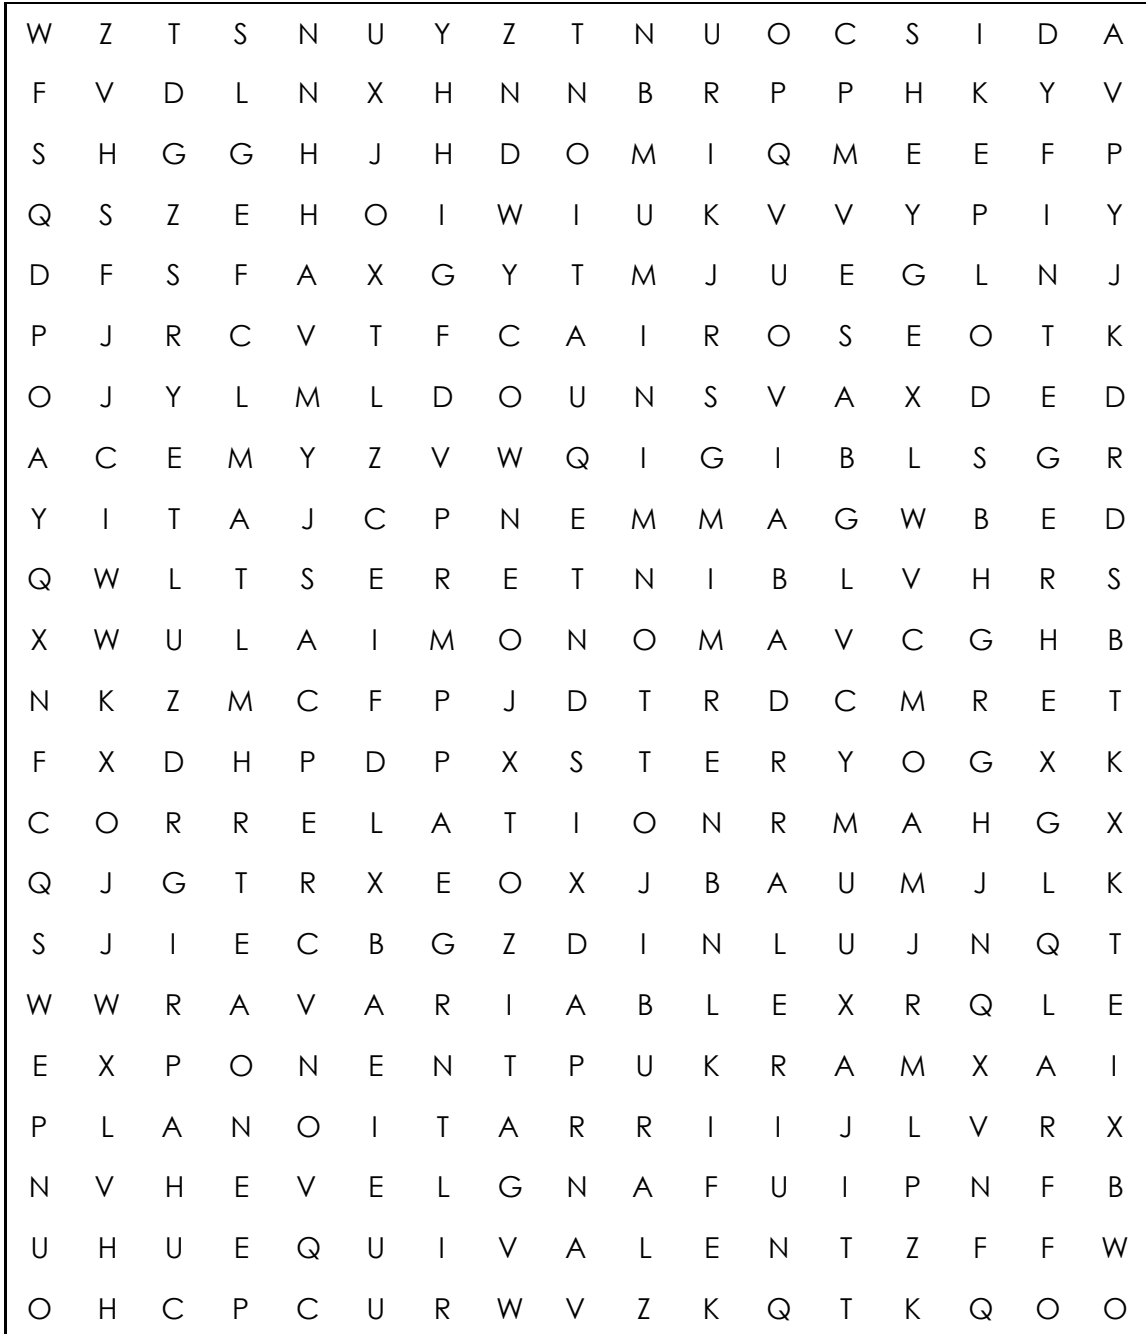 W Z T S N U Y Z T N U O C S I D A
F V D L N X H N N B R P P H K Y V
S H G G H J H D O M I Q M E E F P
Q S Z E H O I W I U K V V Y P I Y
D F S F A X G Y T M J U E G L N J
P J R C V T F C A I R O S E O T K
O J Y L M L D O U N S V A X D E D
A C E M Y Z V W Q I G I B L S G R
Y I T A J C P N E M M A G W B E D
Q W L T S E R E T N I B L V H R S
X W U L A I M O N O M A V C G H B
N K Z M C F P J D T R D C M R E T
F X D H P D P X S T E R Y O G X K
C O R R E L A T I O N R M A H G X
Q J G T R X E O X J B A U M J L K
S J I E C B G Z D I N L U J N Q T
W W R A V A R I A B L E X R Q L E
E X P O N E N T P U K R A M X A I
P L A N O I T A R R I I J L V R X
N V H E V E L G N A F U I P N F B
U H U E Q U I V A L E N T Z F F W
O H C P C U R W V Z K Q T K Q O O